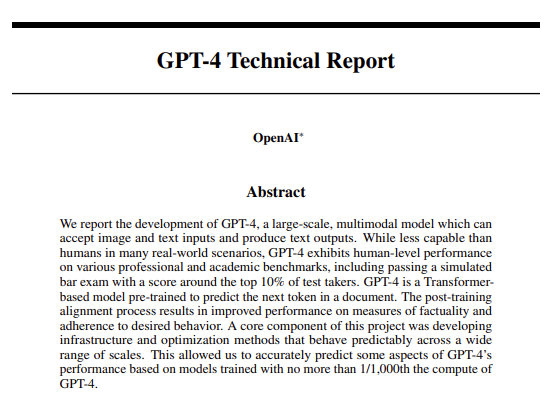 GPT-4 Technical Report
OpenAI*
Abstract
We report the development of GPT-4, a large-scale, multimodal model which can
accept image and text inputs and produce text outputs. While less capable than
humans in many real-world scenarios, GPT-4 exhibits human-level performance
on various professional and academic benchmarks, including passing a simulated
bar exam with a score around the top 10% of test takers. GPT-4 is a Transformer-
based model pre-trained to predict the next token in a document. The post-training
alignment process results in improved performance on measures of factuality and
adherence to desired behavior. A core component of this project was developing
infrastructure and optimization methods that behave predictably across a wide
range of scales. This allowed us to accurately predict some aspects of GPT-4's
performance based on models trained with no more than 1/1,000th the compute of
GPT-4.